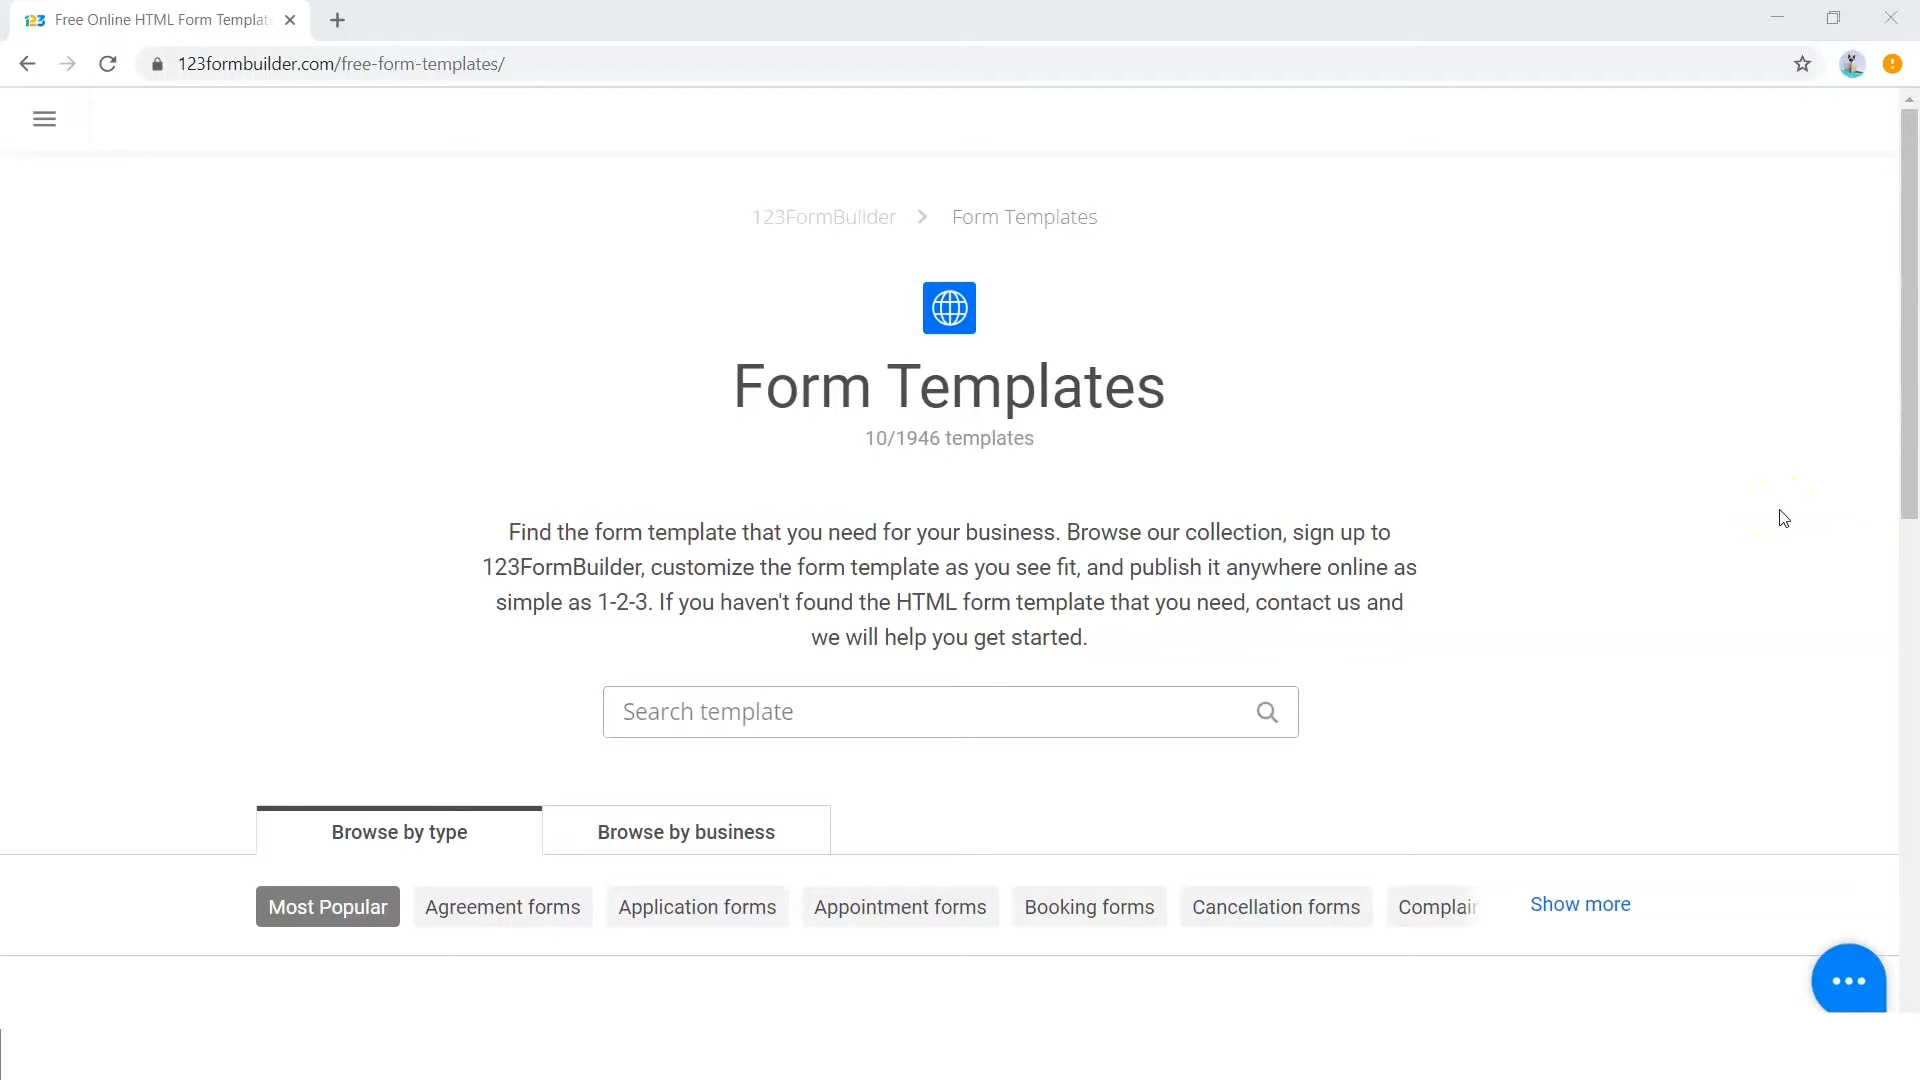 123 Free Online HTML Form Templat
123formbuilder.com/free-form-templates/
123FormBuilder > Form Templates
Form Templates
10/1946 templates
Find the form template that you need for your business. Browse our collection, sign up to
123FormBuilder, customize the form template as you see fit, and publish it anywhere online as
simple as 1-2-3. If you haven't found the HTML form template that you need, contact us and
we will help you get started.
Search template
Browse by type Browse by business
Most Popular Agreement forms Application forms Appointment forms Booking forms Cancellation forms Complain Show more